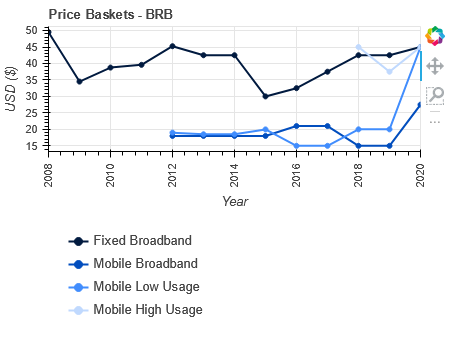 Price Baskets - BRB
USD ($)
50
45
40
35
30
25
20
15
2008
2010
2012
2014
2016
2018
2020
Year
Fixed Broadband
Mobile Broadband
Mobile Low Usage
Mobile High Usage